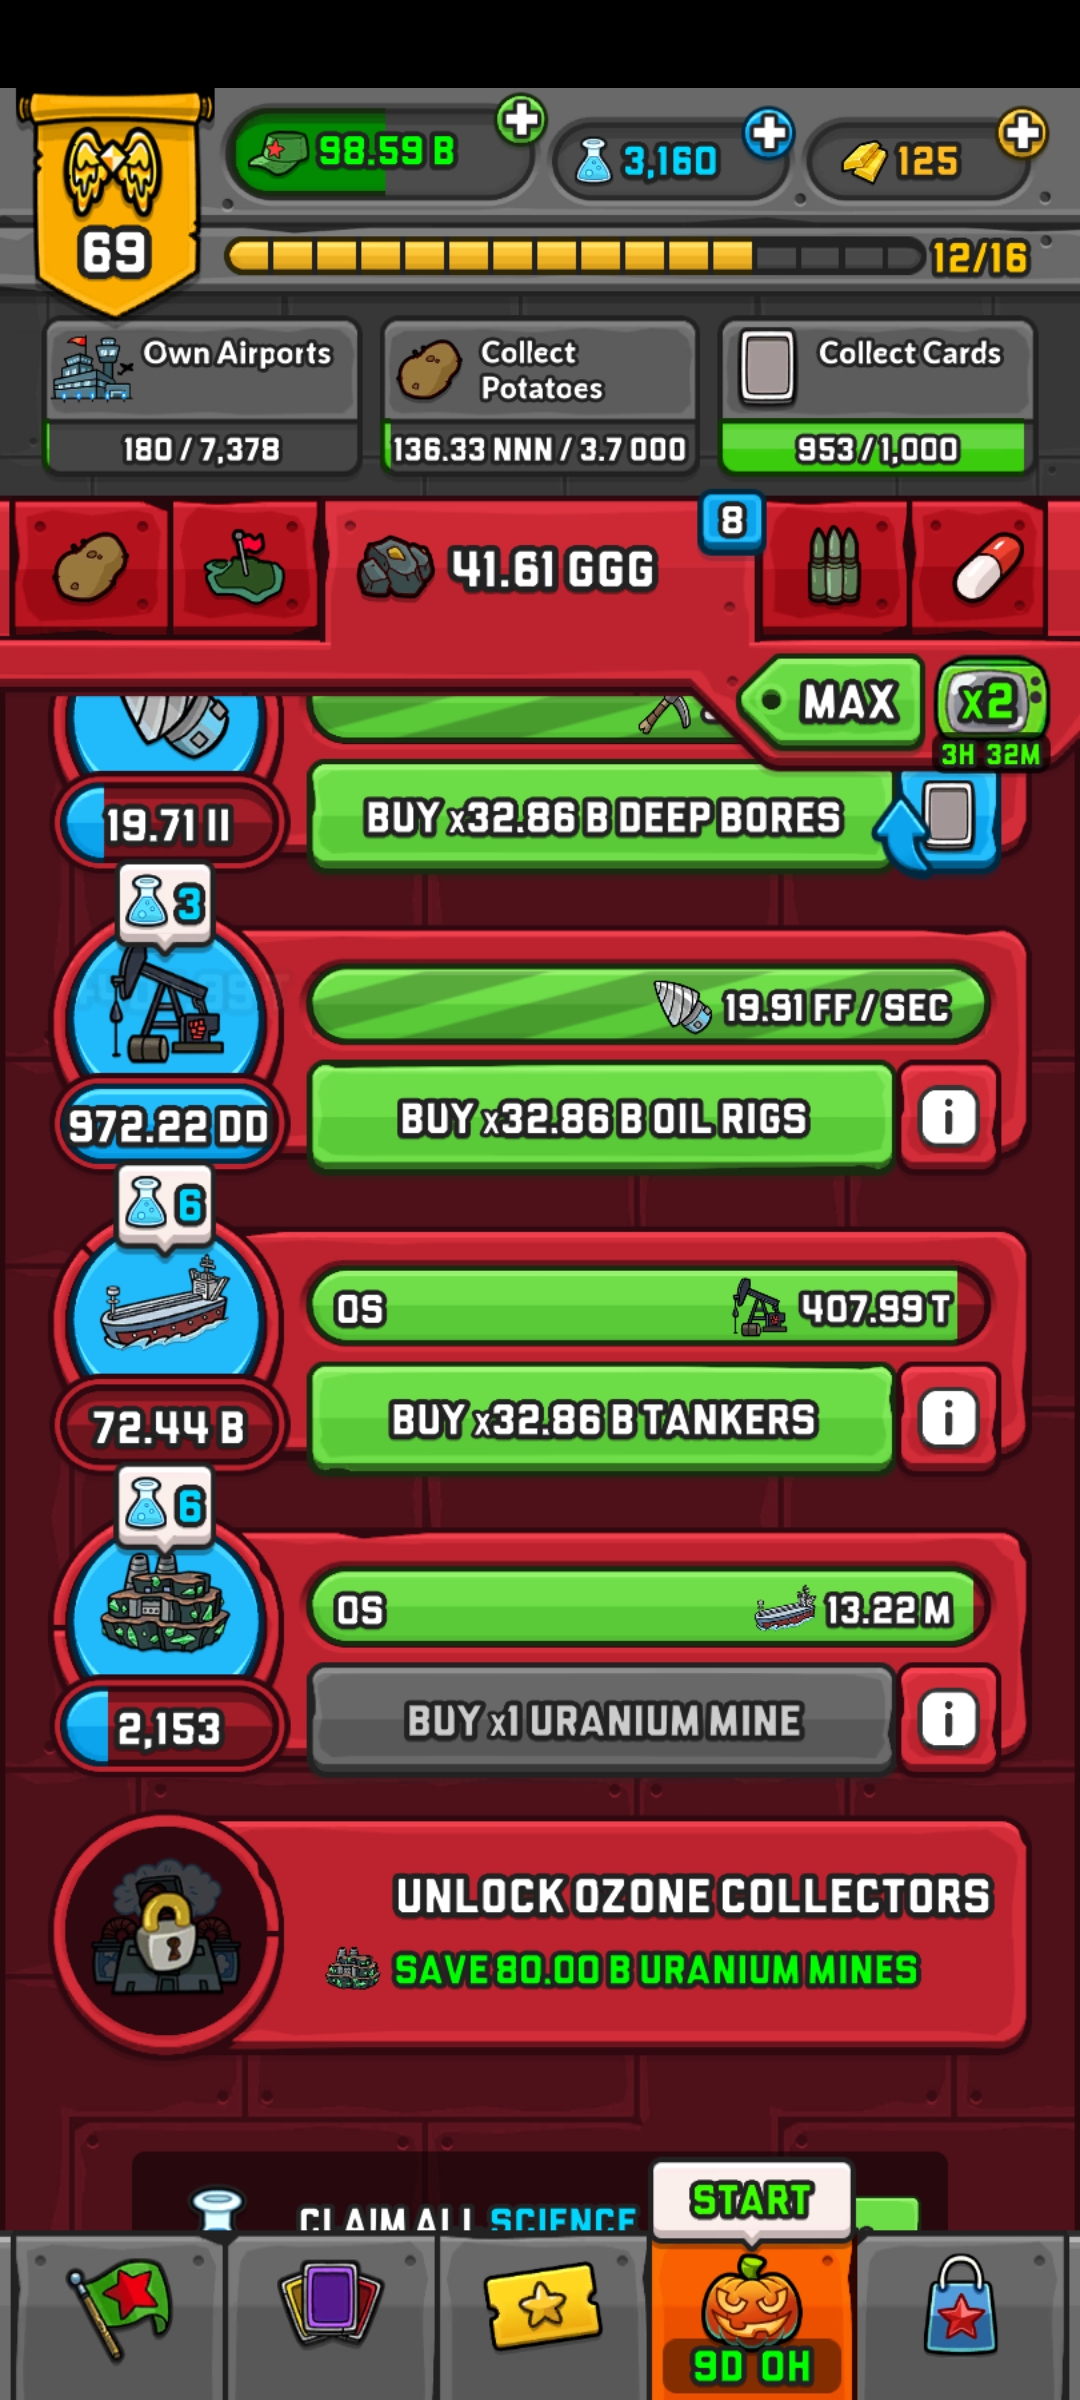 98.59 B
3,160
125
69
12/16
Own Airports
180 / 7,378
Collect
Potatoes
136.33 NNN / 3.7 OOO
Collect Cards
953 / 1,000
41.61 GGG
8
MAX
x2
3H 32M
19.71 II
BUY x32.86 B DEEP BORES
3
19.91 FF / SEC
972.22 DD
BUY x32.86 B OIL RIGS
i
6
0S
407.99 T
72.44 B
BUY x32.86 B TANKERS
i
6
0S
13.22 M
2,153
BUY x1 URANIUM MINE
i
UNLOCK OZONE COLLECTORS
SAVE 80.00 B URANIUM MINES
CLAIM ALL SCIENCE
START
9D 0H